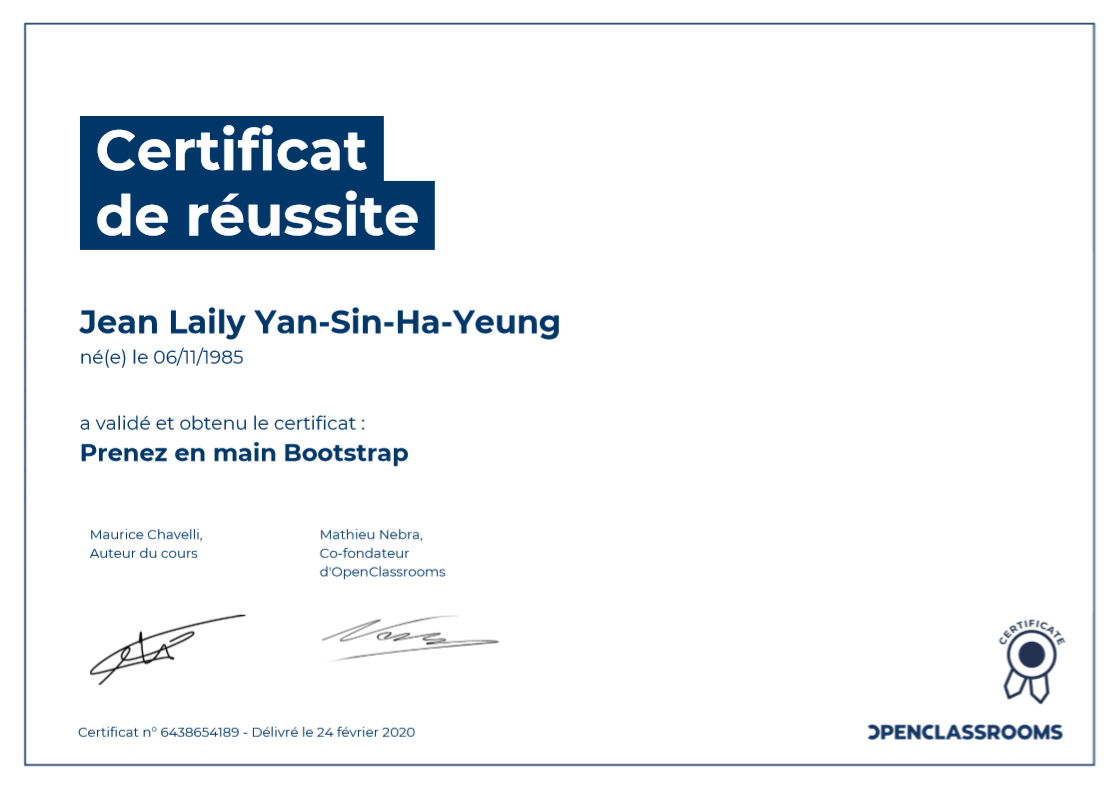 Certificat
de réussite
Jean Laily Yan-Sin-Ha-Yeung
né(e) le 06/11/1985
a validé et obtenu le certificat :
Prenez en main Bootstrap
Maurice Chavelli,
Auteur du cours
Mathieu Nebra,
Co-fondateur
d'OpenClassrooms
CERTIFICATE
Certificat n° 6438654189 - Délivré le 24 février 2020
OPENCLASSROOMS